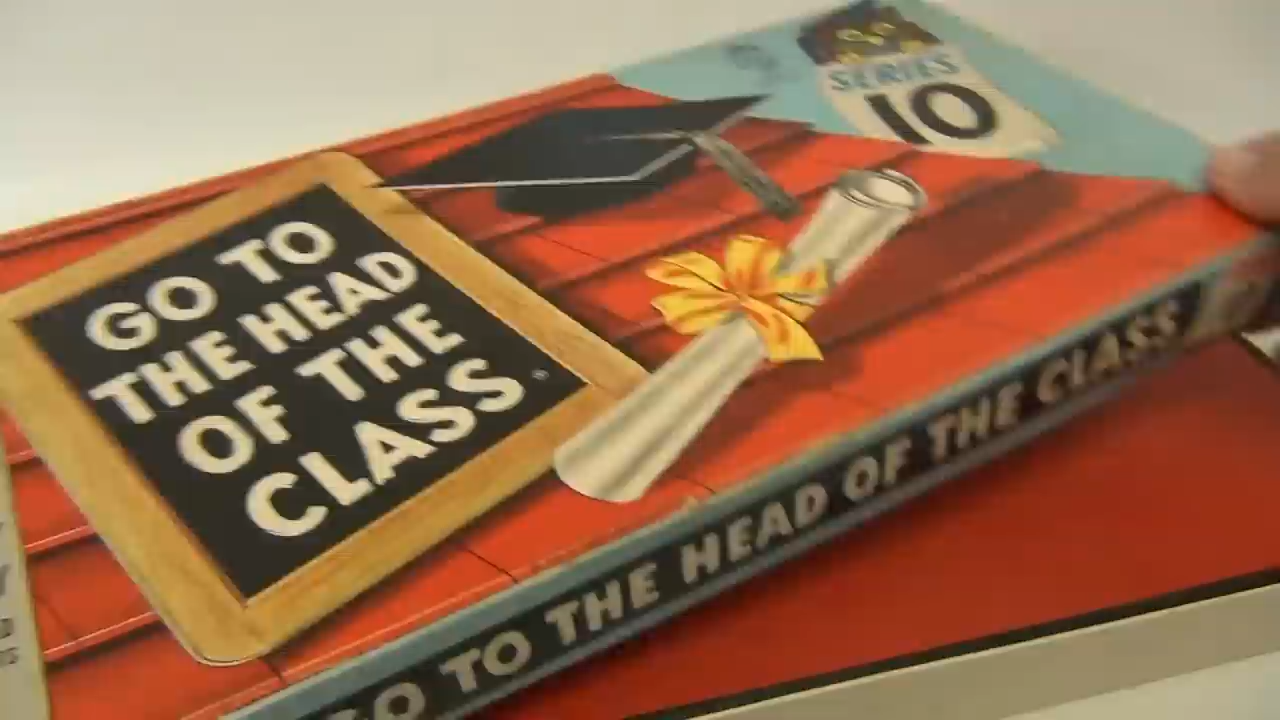 SERIES
10
GO TO
THE HEAD
OF THE
CLASS
GO TO THE HEAD OF THE CLASS